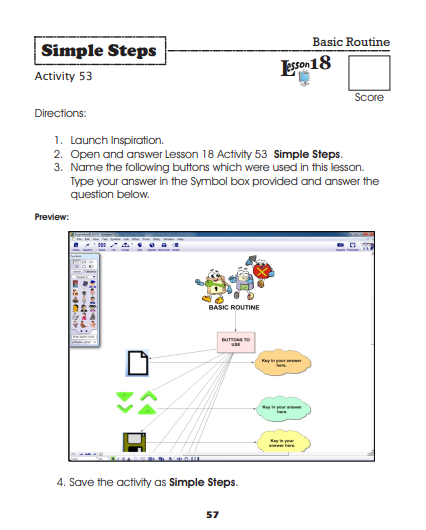 Basic Routine
Simple Steps
Lesson 18
Activity 53
Score
Directions:
1. Launch Inspiration.
2. Open and answer Lesson 18 Activity 53 Simple Steps.
3. Name the following buttons which were used in this lesson.
Type your answer in the Symbol box provided and answer the
question below.
Preview:
BASIC ROUTINE
BUTTONS TO
USE
Key in your answer
here.
Key in your answer
here.
Key in your
answer here.
4. Save the activity as Simple Steps.
57